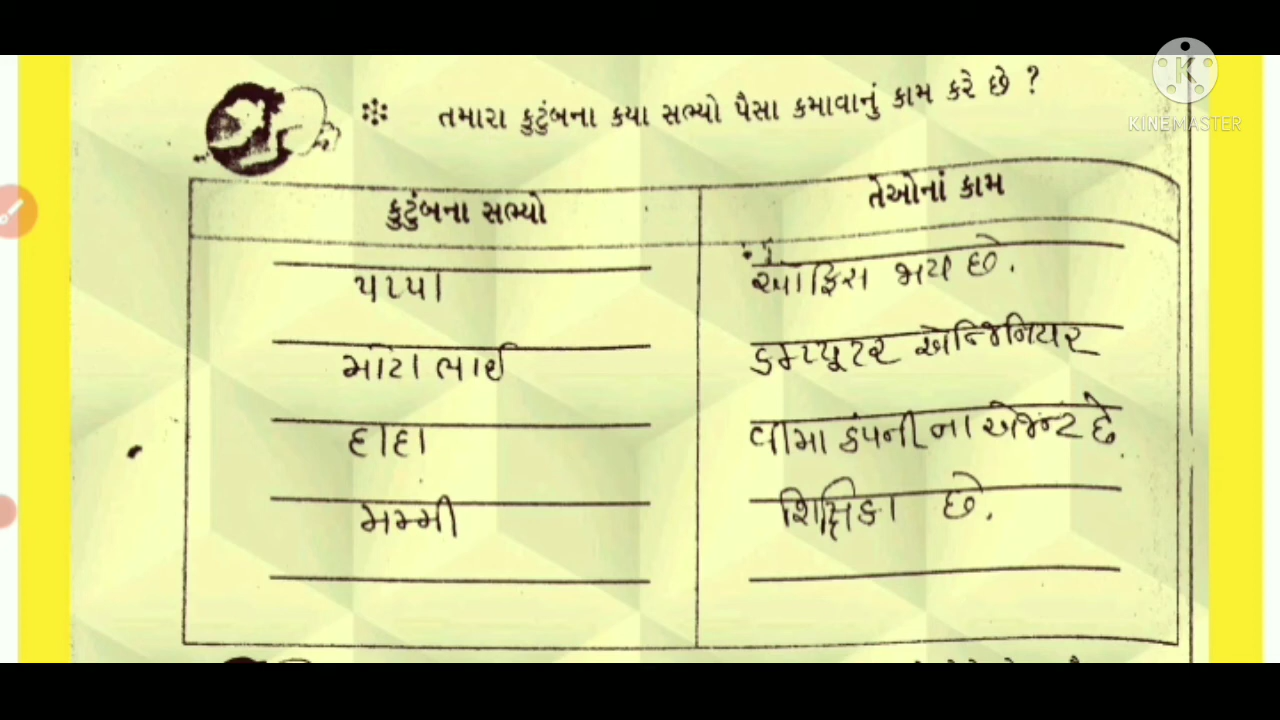 તમારા કુટુંબના કયા સભ્યો પૈસા કમાવાનું કામ કરે છે ?
KINEMASTER
કુટુંબના સભ્યો તેઓનાં કામ
પપ્પા ઓફિસ જાય છે.
મોટા ભાઈ કમ્પ્યૂટર એન્જિનિયર
દાદા વીમા કંપની ના એજન્ટ છે.
મમ્મી શિક્ષિકા છે.